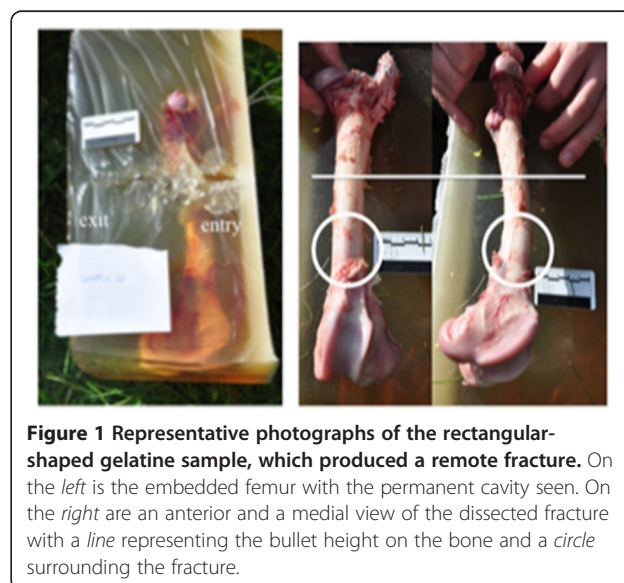 exit
entry
Figure 1 Representative photographs of the rectangular-
shaped gelatine sample, which produced a remote fracture. On
the left is the embedded femur with the permanent cavity seen. On
the right are an anterior and a medial view of the dissected fracture
with a line representing the bullet height on the bone and a circle
surrounding the fracture.